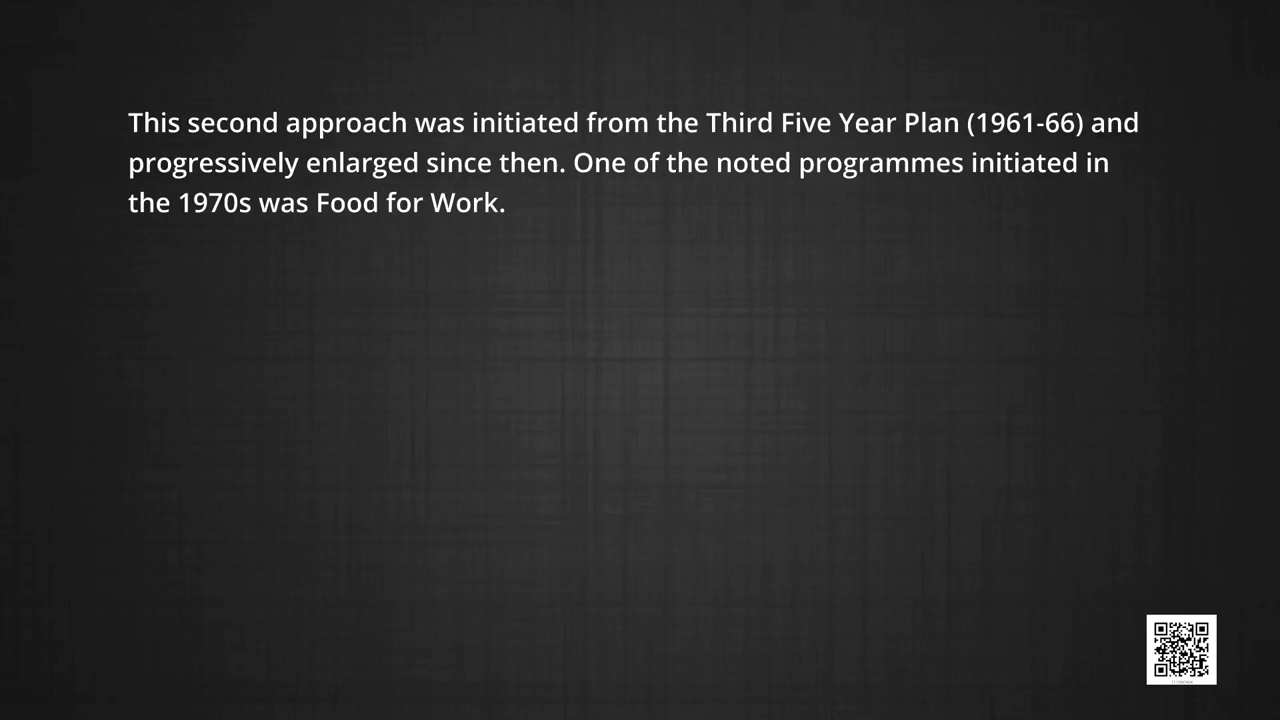 This second approach was initiated from the Third Five Year Plan (1961-66) and
progressively enlarged since then. One of the noted programmes initiated in
the 1970s was Food for Work.